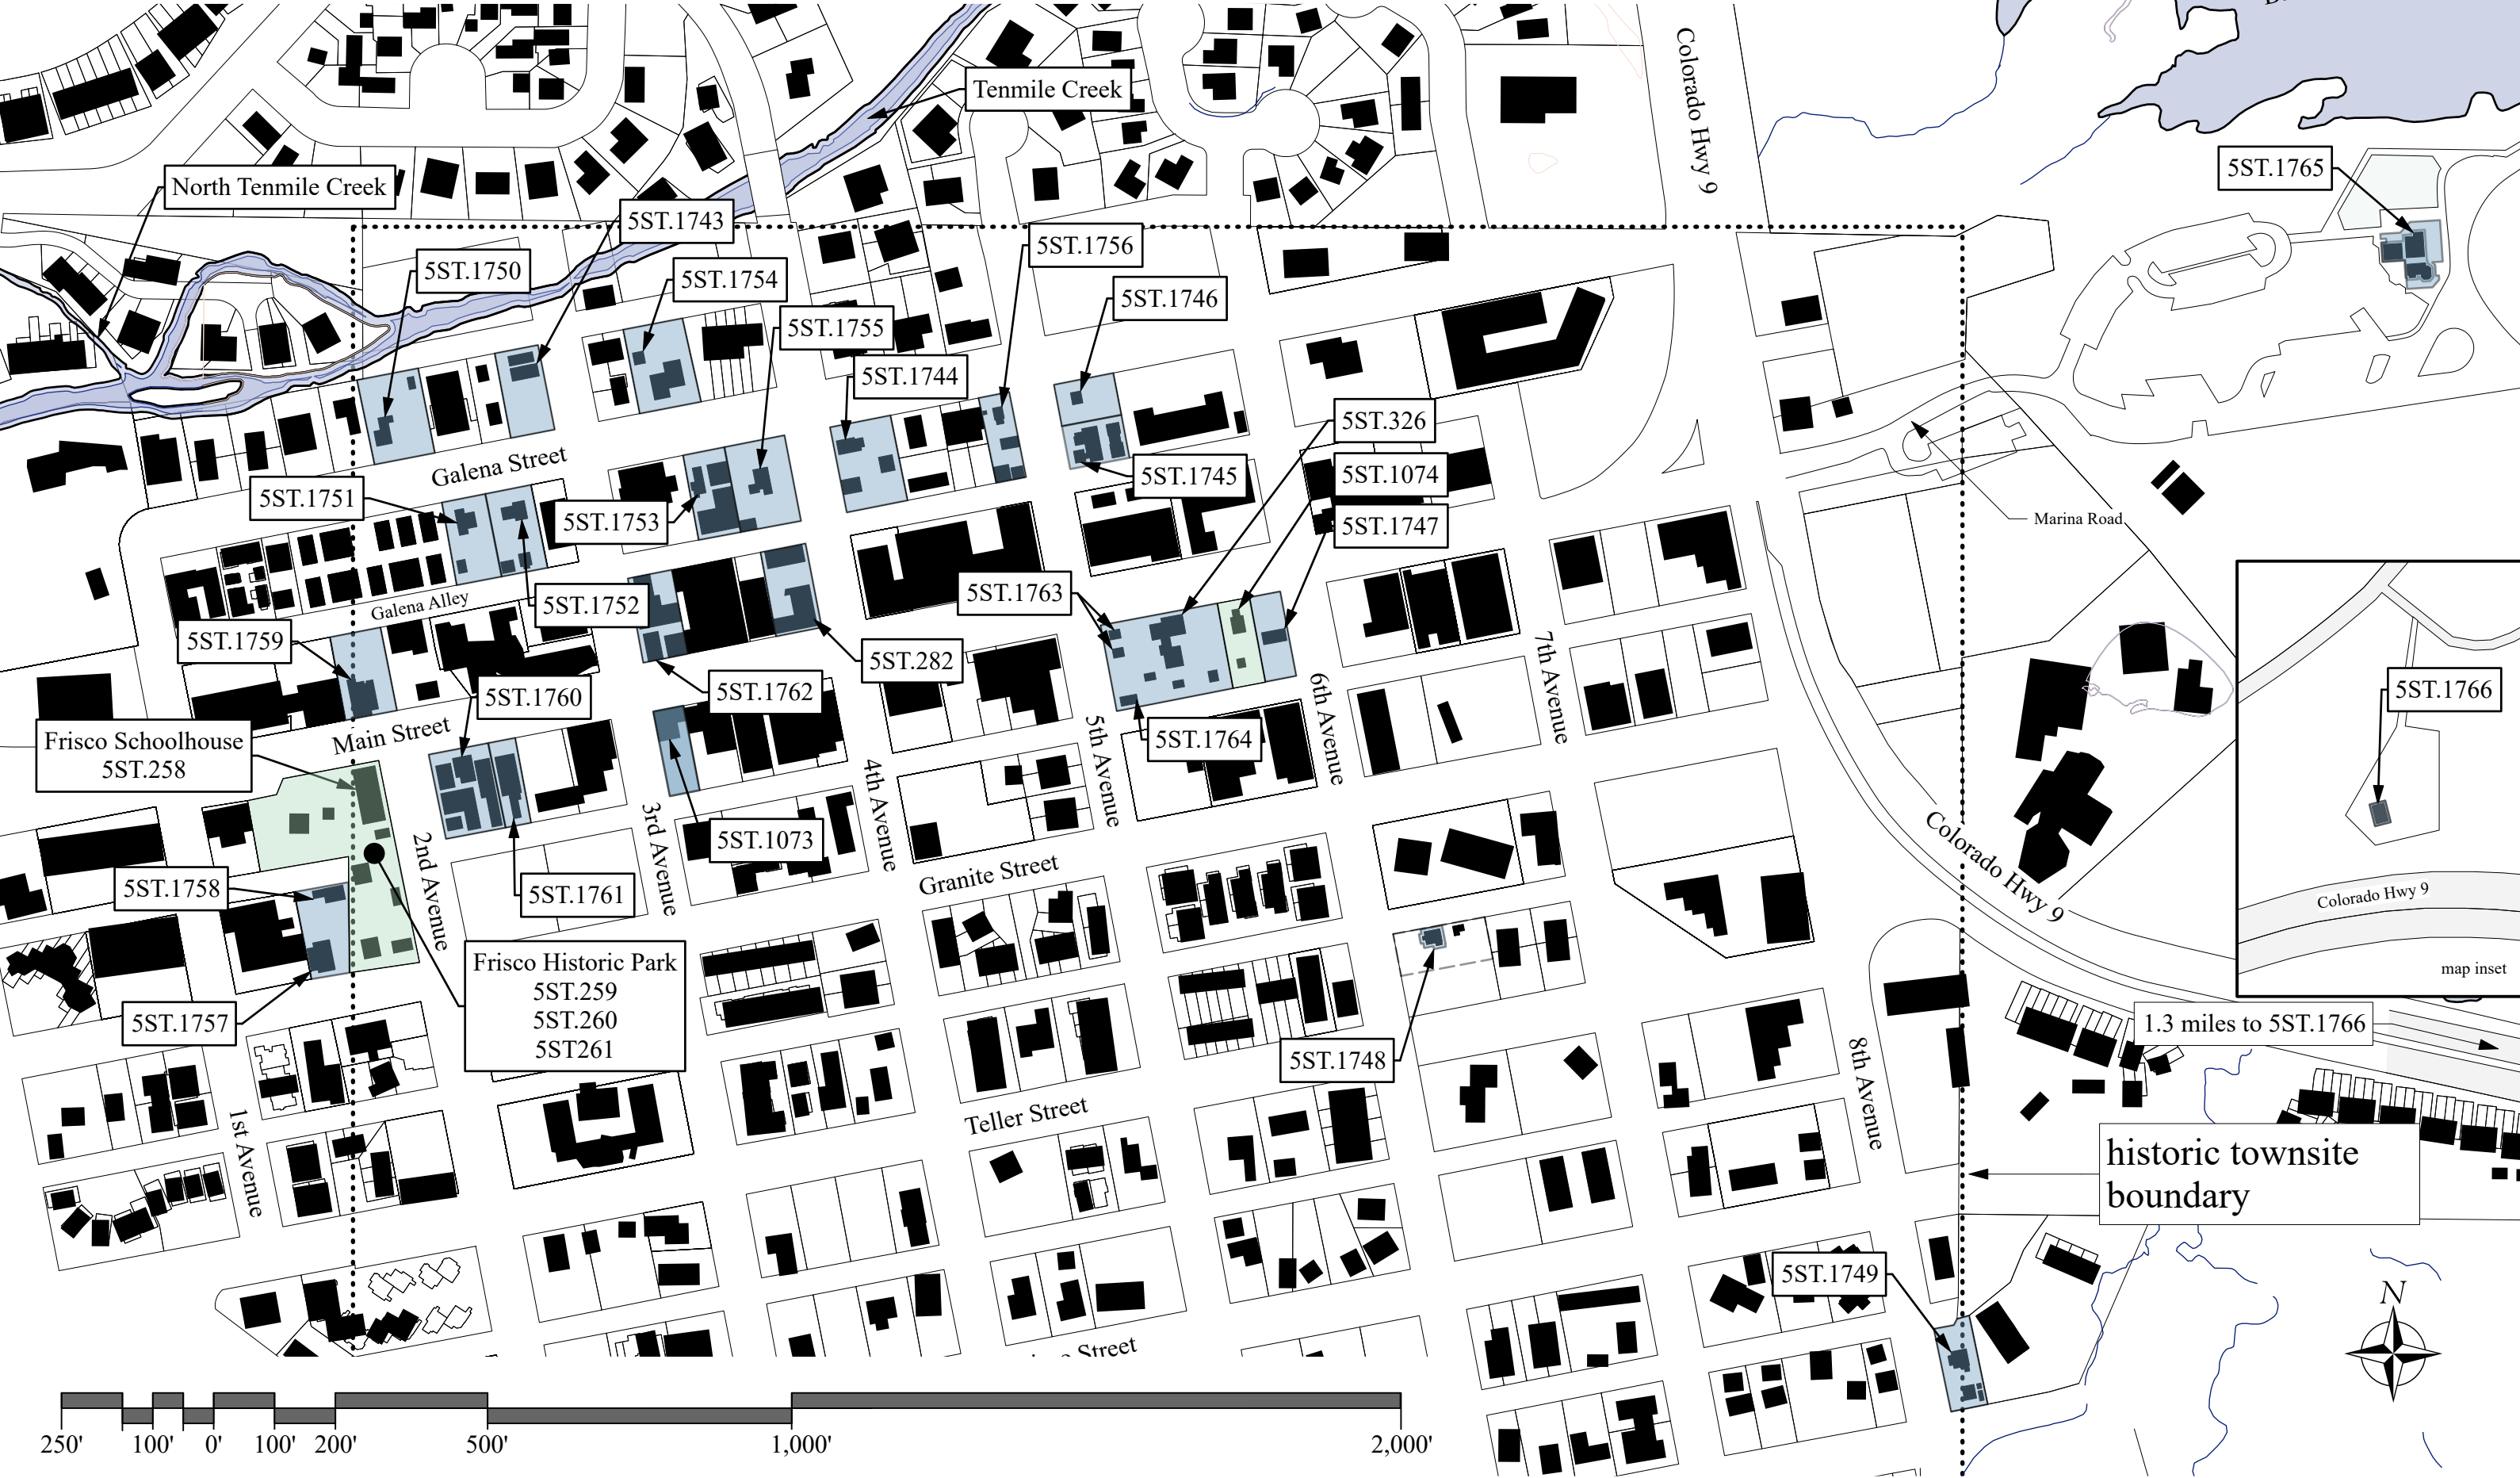 Colorado Hwy 9
Tenmile Creek
5ST.1765
North Tenmile Creek
5ST.1743
5ST.1756
5ST.1750
5ST.1754
5ST.1746
5ST.1755
5ST.1744
5ST.326
Galena Street
5ST.1745
5ST.1074
5ST.1751
5ST.1753
5ST.1747
Marina Road
5ST.1763
Galena Alley
5ST.1752
5ST.1759
5ST.282
5ST.1762
5ST.1760
5ST.1766
Main Street
5th Avenue
6th Avenue
7th Avenue
5ST.1764
Frisco Schoolhouse
5ST.258
4th Avenue
3rd Avenue
2nd Avenue
5ST.1073
Granite Street
Colorado Hwy 9
Colorado Hwy 9
5ST.1758
5ST.1761
map inset
Frisco Historic Park
5ST.259
5ST.260
5ST261
5ST.1757
1.3 miles to 5ST.1766
5ST.1748
8th Avenue
1st Avenue
Teller Street
historic townsite
boundary
5ST.1749
N
Street
250'
100'
0'
100'
200'
500'
1,000'
2,000'